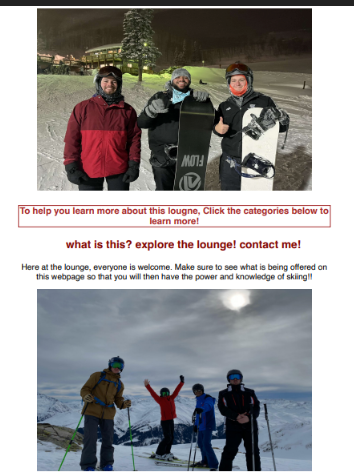 FLOW
To help you learn more about this lougne, Click the categories below to
learn more!
what is this? explore the lounge! contact me!
Here at the lounge, everyone is welcome. Make sure to see what is being offered on
this webpage so that you will then have the power and knowledge of skiing!!